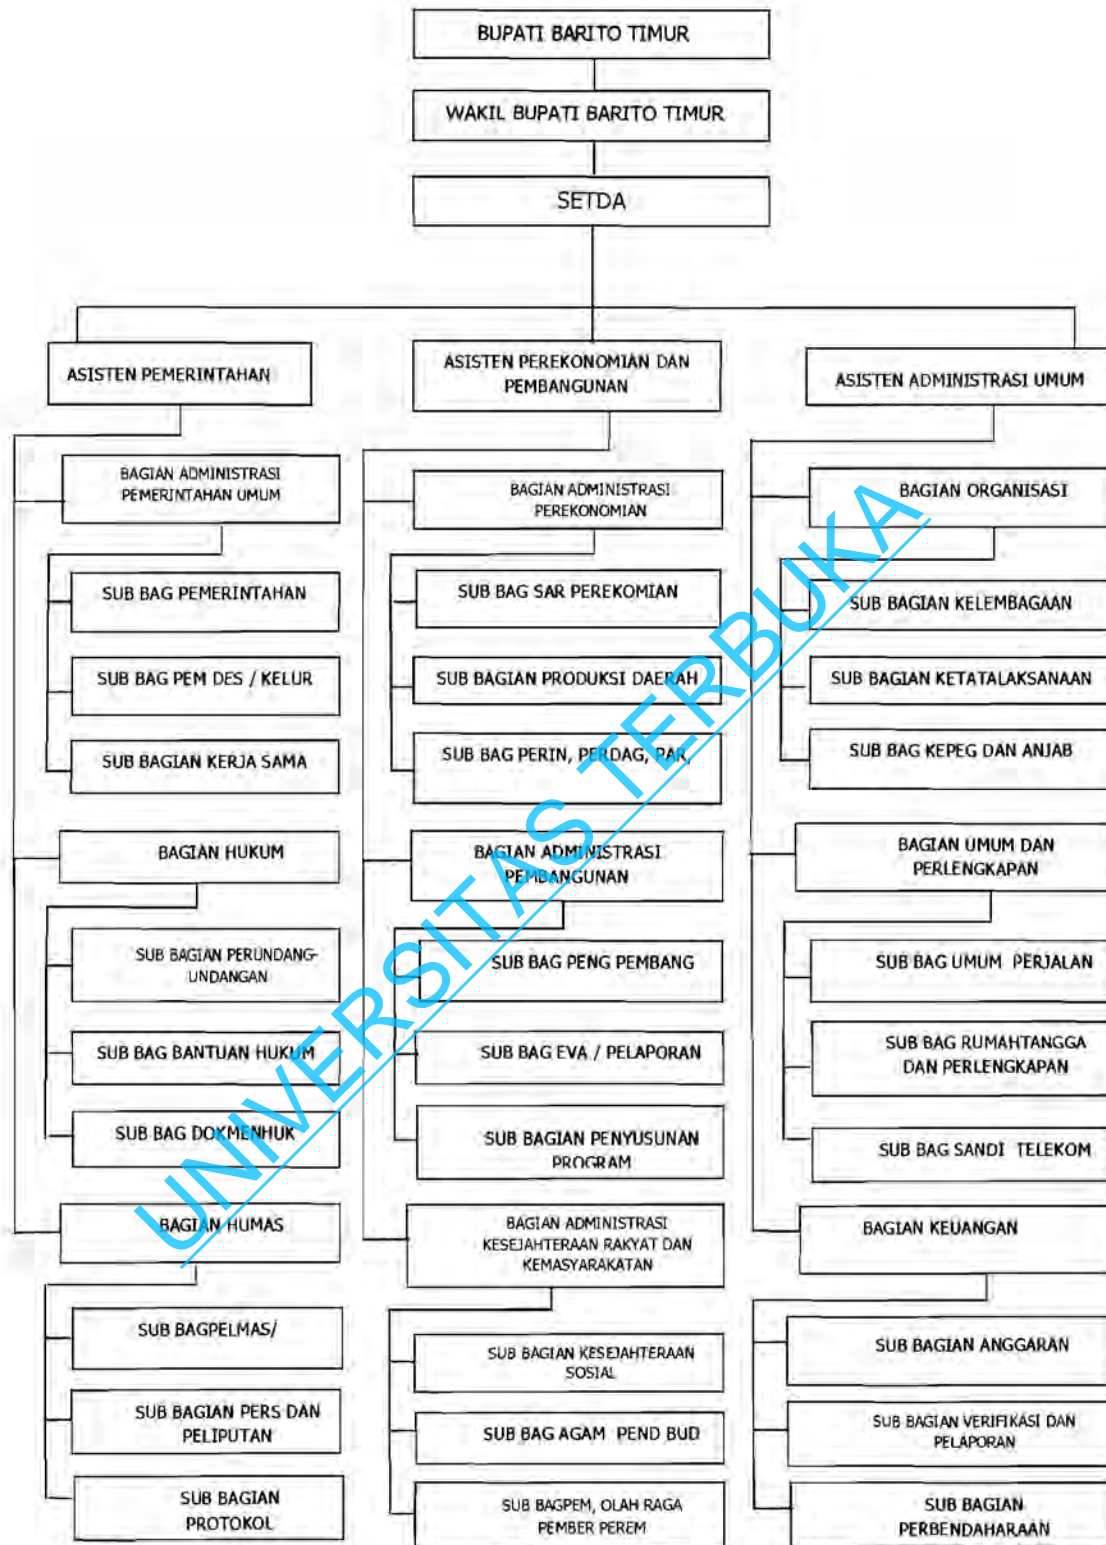 BUPATI BARITO TIMUR
WAKIL BUPATI BARITO TIMUR
SETDA
ASISTEN PEMERINTAHAN
BAGIAN ADMINISTRASI
PEMERINTAHAN UMUM
SUB BAG PEMERINTAHAN
SUB BAG PEM DES / KELUR
SUB BAGIAN KERJA SAMA
BAGIAN HUKUM
SUB BAGIAN PERUNDANG-
UNDANGAN
SUB BAG BANTUAN HUKUM
SUB BAG DOKMENHUK
BAGIAN HUMAS
SUB BAGPELMAS/
SUB BAGIAN PERS DAN
PELIPUTAN
SUB BAGIAN
PROTOKOL
ASISTEN PEREKONOMIAN DAN
PEMBANGUNAN
BAGIAN ADMINISTRASI
PEREKONOMIAN
SUB BAG SAR PEREKOMIAN
SUB BAGIAN PRODUKSI DAERAH
SUB BAG PERIN, PERDAG, PAR,
BAGIAN ADMINISTRASI
PEMBANGUNAN
SUB BAG PENG PEMBANG
SUB BAG EVA / PELAPORAN
SUB BAGIAN PENYUSUNAN
PROGRAM
BAGIAN ADMINISTRASI
KESEJAHTERAAN RAKYAT DAN
KEMASYARAKATAN
SUB BAGIAN KESEJAHTERAAN
SOSIAL
SUB BAG AGAM PEND BUD
SUB BAGPEM, OLAH RAGA
PEMBER PEREM
ASISTEN ADMINISTRASI UMUM
BAGIAN ORGANISASI
SUB BAGIAN KELEMBAGAAN
SUB BAGIAN KETATALAKSANAAN
SUB BAG KEPEG DAN ANJAB
BAGIAN UMUM DAN
PERLENGKAPAN
SUB BAG UMUM PERJALAN
SUB BAG RUMAHTANGGA
DAN PERLENGKAPAN
SUB BAG SANDI TELEKOM
BAGIAN KEUANGAN
SUB BAGIAN ANGGARAN
SUB BAGIAN VERIFIKASI DAN
PELAPORAN
SUB BAGIAN
PERBENDAHARAAN
UNIVERSITAS TERBUKA